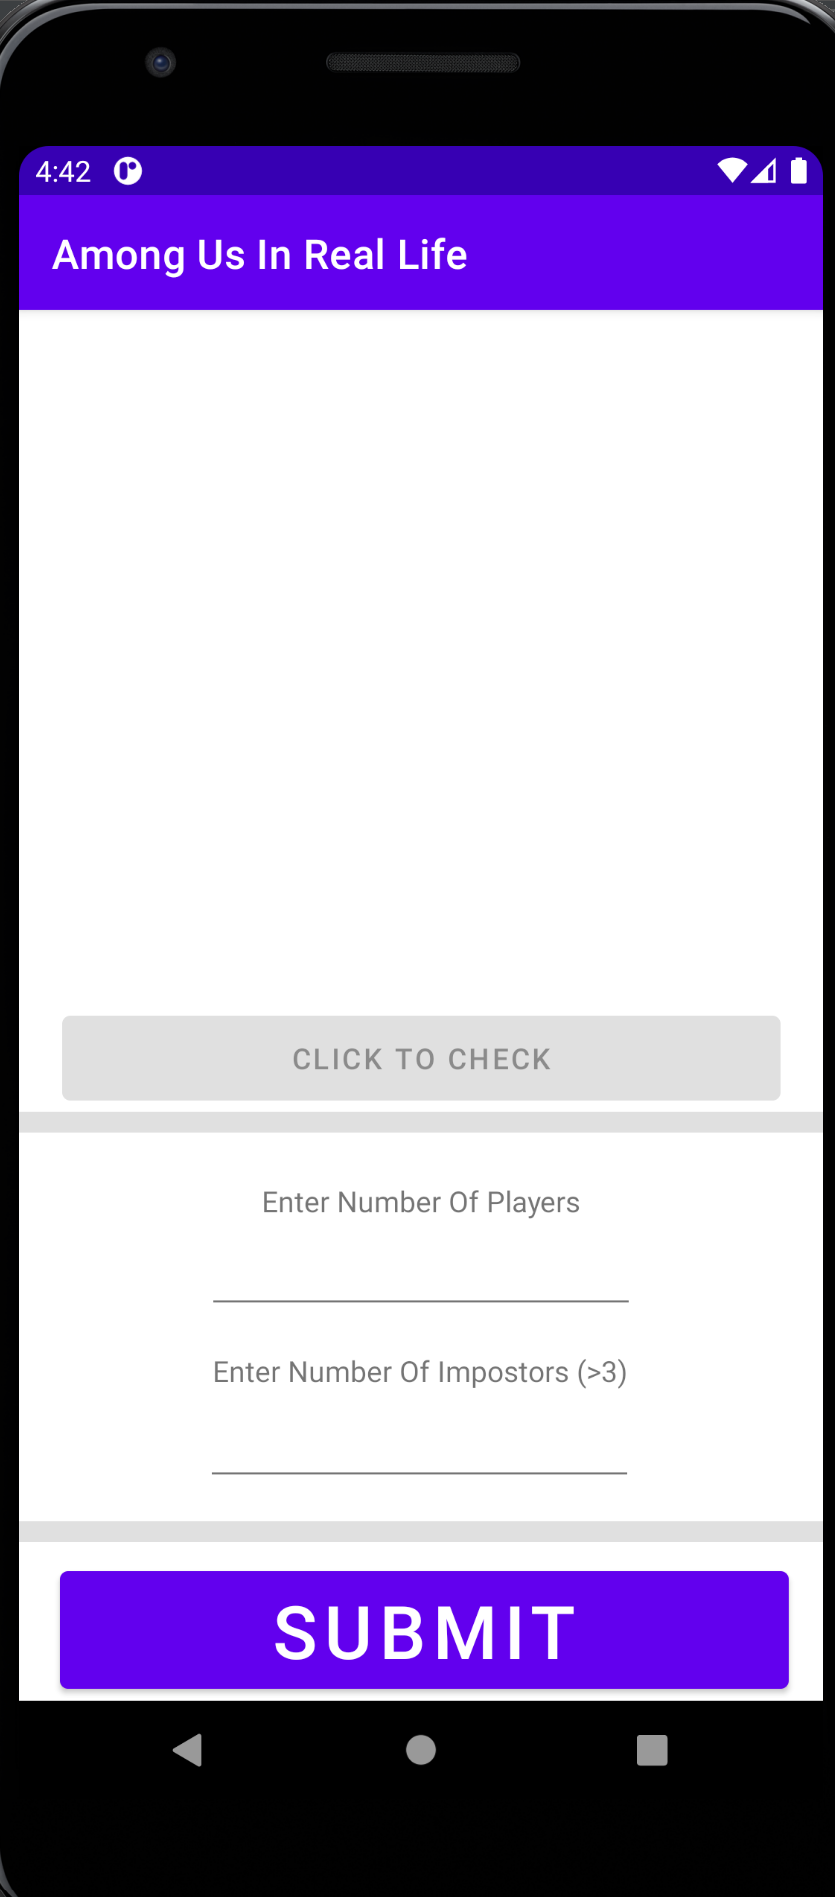 4:42
Among Us In Real Life
CLICK TO CHECK
Enter Number Of Players
Enter Number Of Impostors (>3)
SUBMIT